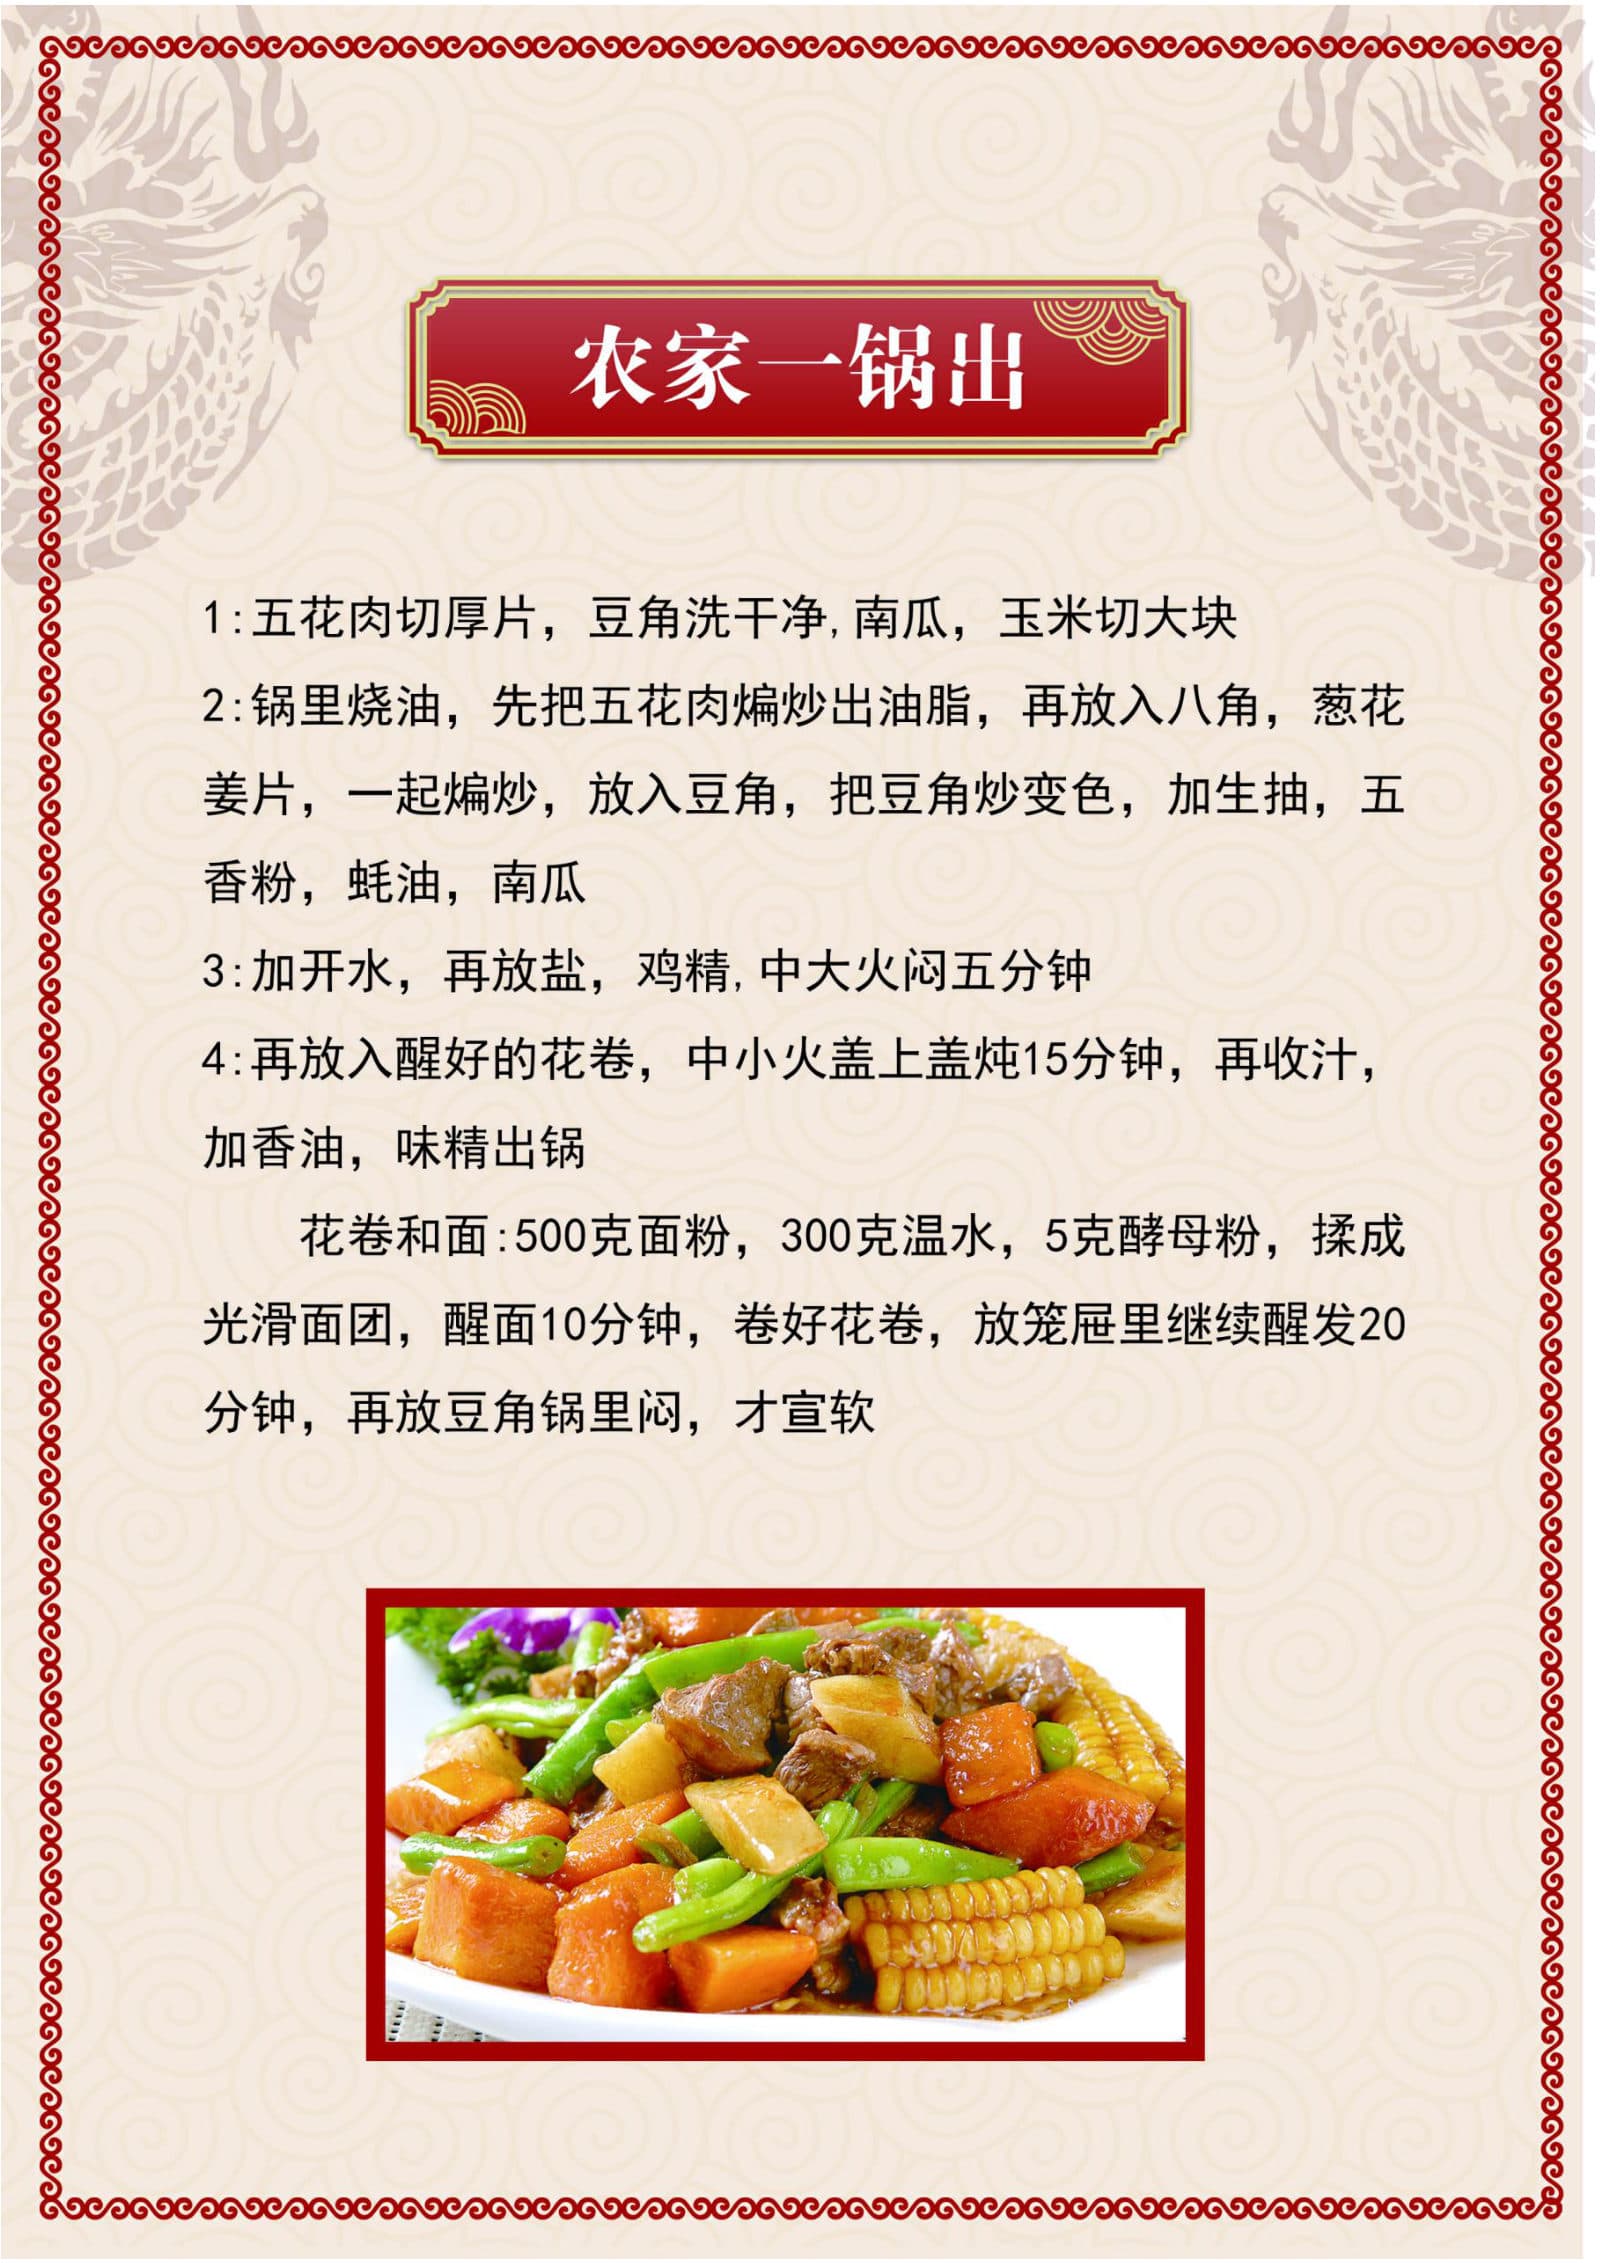 农家一锅出
1:五花肉切厚片，豆角洗干净,南瓜，玉米切大块
2:锅里烧油，先把五花肉煸炒出油脂，再放入八角，葱花
姜片，一起煸炒，放入豆角，把豆角炒变色，加生抽，五
香粉，蚝油，南瓜
3:加开水，再放盐，鸡精,中大火闷五分钟
4:再放入醒好的花卷，中小火盖上盖炖15分钟，再收汁，
加香油，味精出锅
花卷和面:500克面粉，300克温水，5克酵母粉，揉成
光滑面团，醒面10分钟，卷好花卷，放笼屉里继续醒发20
分钟，再放豆角锅里闷，才宣软